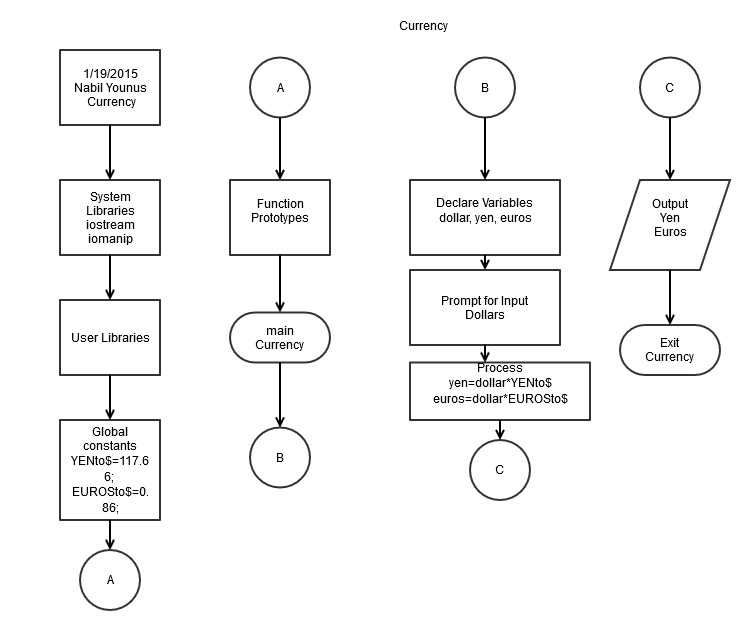 Currency
1/19/2015
Nabil Younus
Currency
System
Libraries
iostream
iomanip
User Libraries
Global
constants
YENto$=117.6
6;
EUROSto$=0.
86;
A
A
Function
Prototypes
main
Currency
B
B
Declare Variables
dollar, yen, euros
Prompt for Input
Dollars
Process
yen=dollar*YENto$
euros=dollar*EUROSto$
C
C
Output
Yen
Euros
Exit
Currency